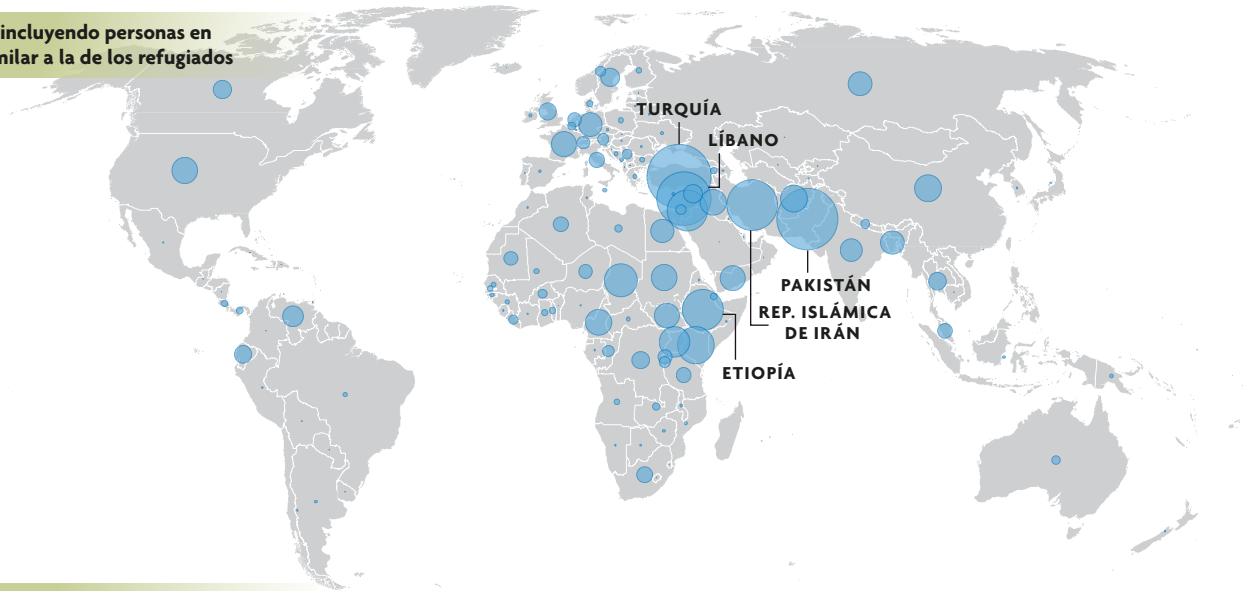 incluyendo personas en
milar a la de los refugiados
TURQUÍA
LÍBANO
PAKISTÁN
REP. ISLÁMICA
DE IRÁN
ETIOPÍA